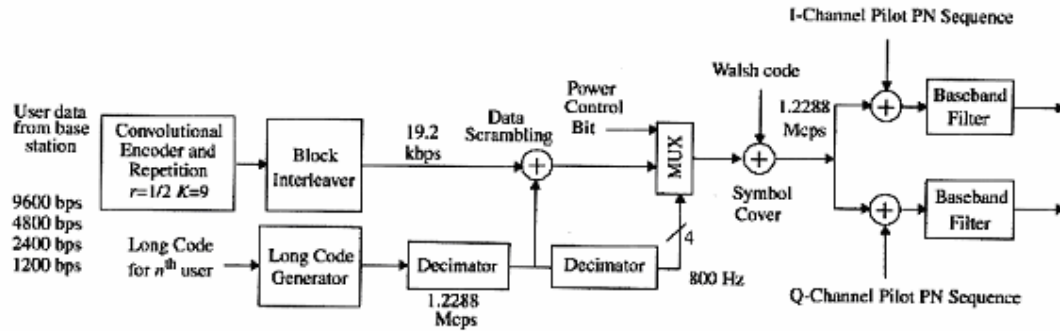 I-Channel Pilot PN Sequence
User data
from base
station
9600 bps
4800 bps
2400 bps
1200 bps
Convolutional
Encoder and
Repetition
r=1/2 K=9
Block
Interleaver
19.2
kbps
Data
Scrambling
Power
Control
Bit
MUX
Walsh code
Symbol
Cover
1.2288
Mcps
Baseband
Filter
Baseband
Filter
Long Code
for nth user
Long Code
Generator
Decimator
1.2288
Mcps
Decimator
4
800 Hz
Q-Channel Pilot PN Sequence